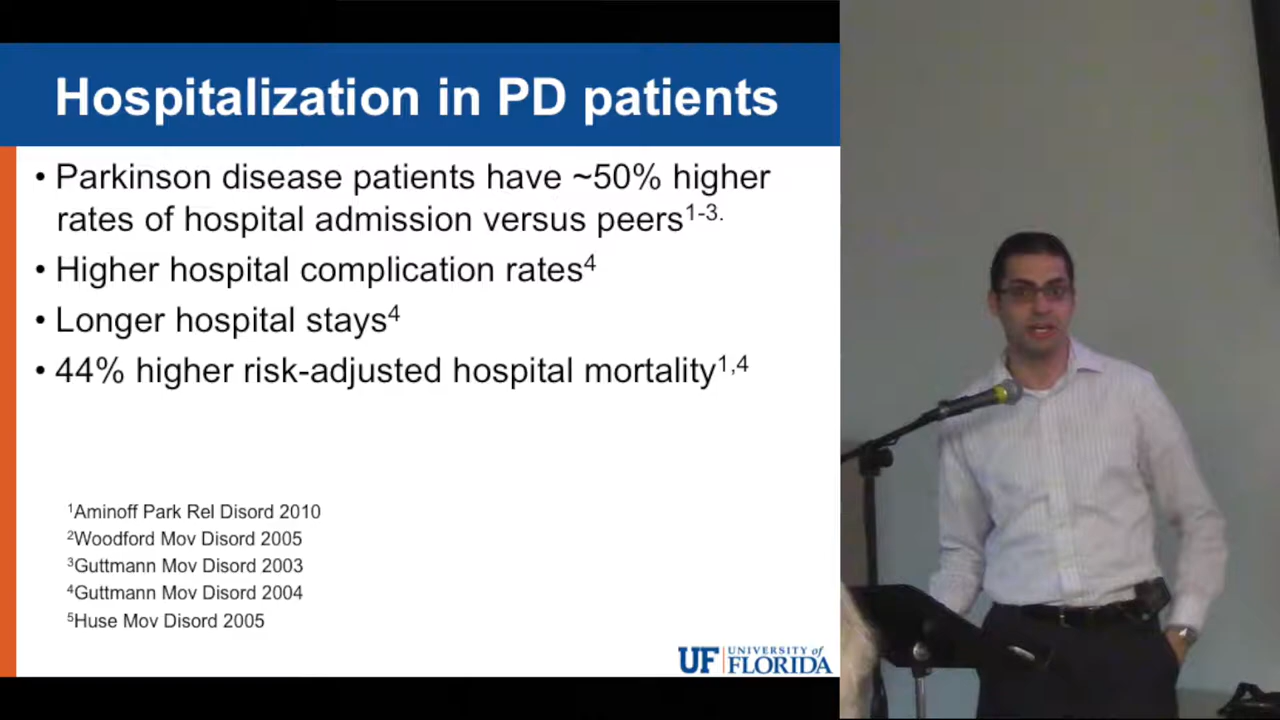 Hospitalization in PD patients
• Parkinson disease patients have ~50% higher
rates of hospital admission versus peers1-3.
• Higher hospital complication rates4
• Longer hospital stays4
• 44% higher risk-adjusted hospital mortality1,4
1Aminoff Park Rel Disord 2010
2Woodford Mov Disord 2005
3Guttmann Mov Disord 2003
4Guttmann Mov Disord 2004
5Huse Mov Disord 2005
UF UNIVERSITY of
FLORIDA